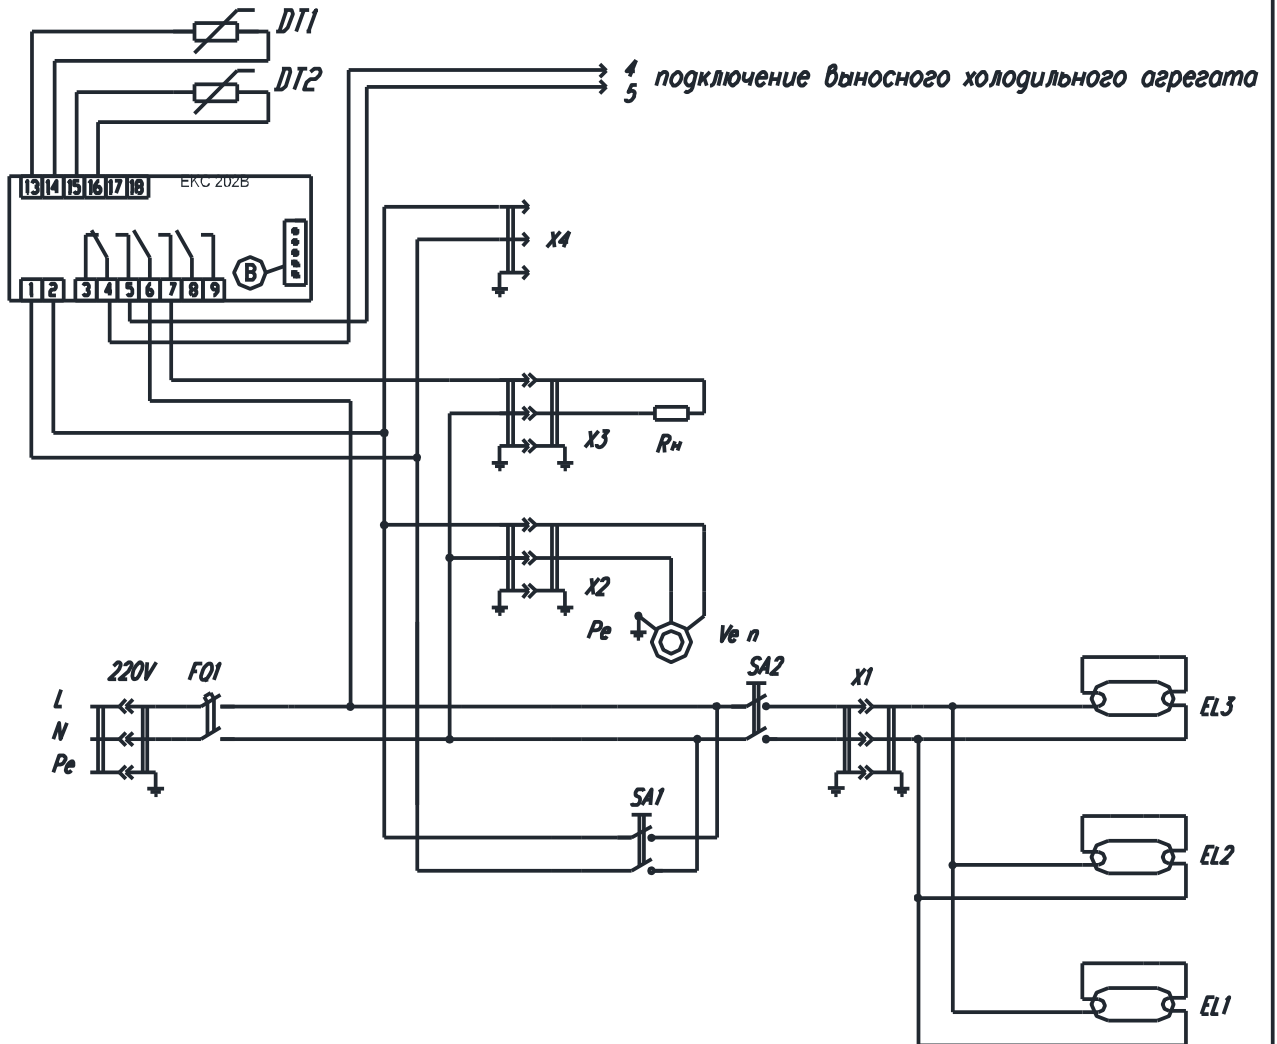 DT1
DT2
4 подключение выносного холодильного агрегата
5
EKC 202B
13 14 15 16 17 18
X4
B
1 2 3 4 5 6 7 8 9
X3
Rн
X2
Pe
Ve n
220V FQ1
SA2
X1
L
EL3
N
Pe
SA1
EL2
EL1